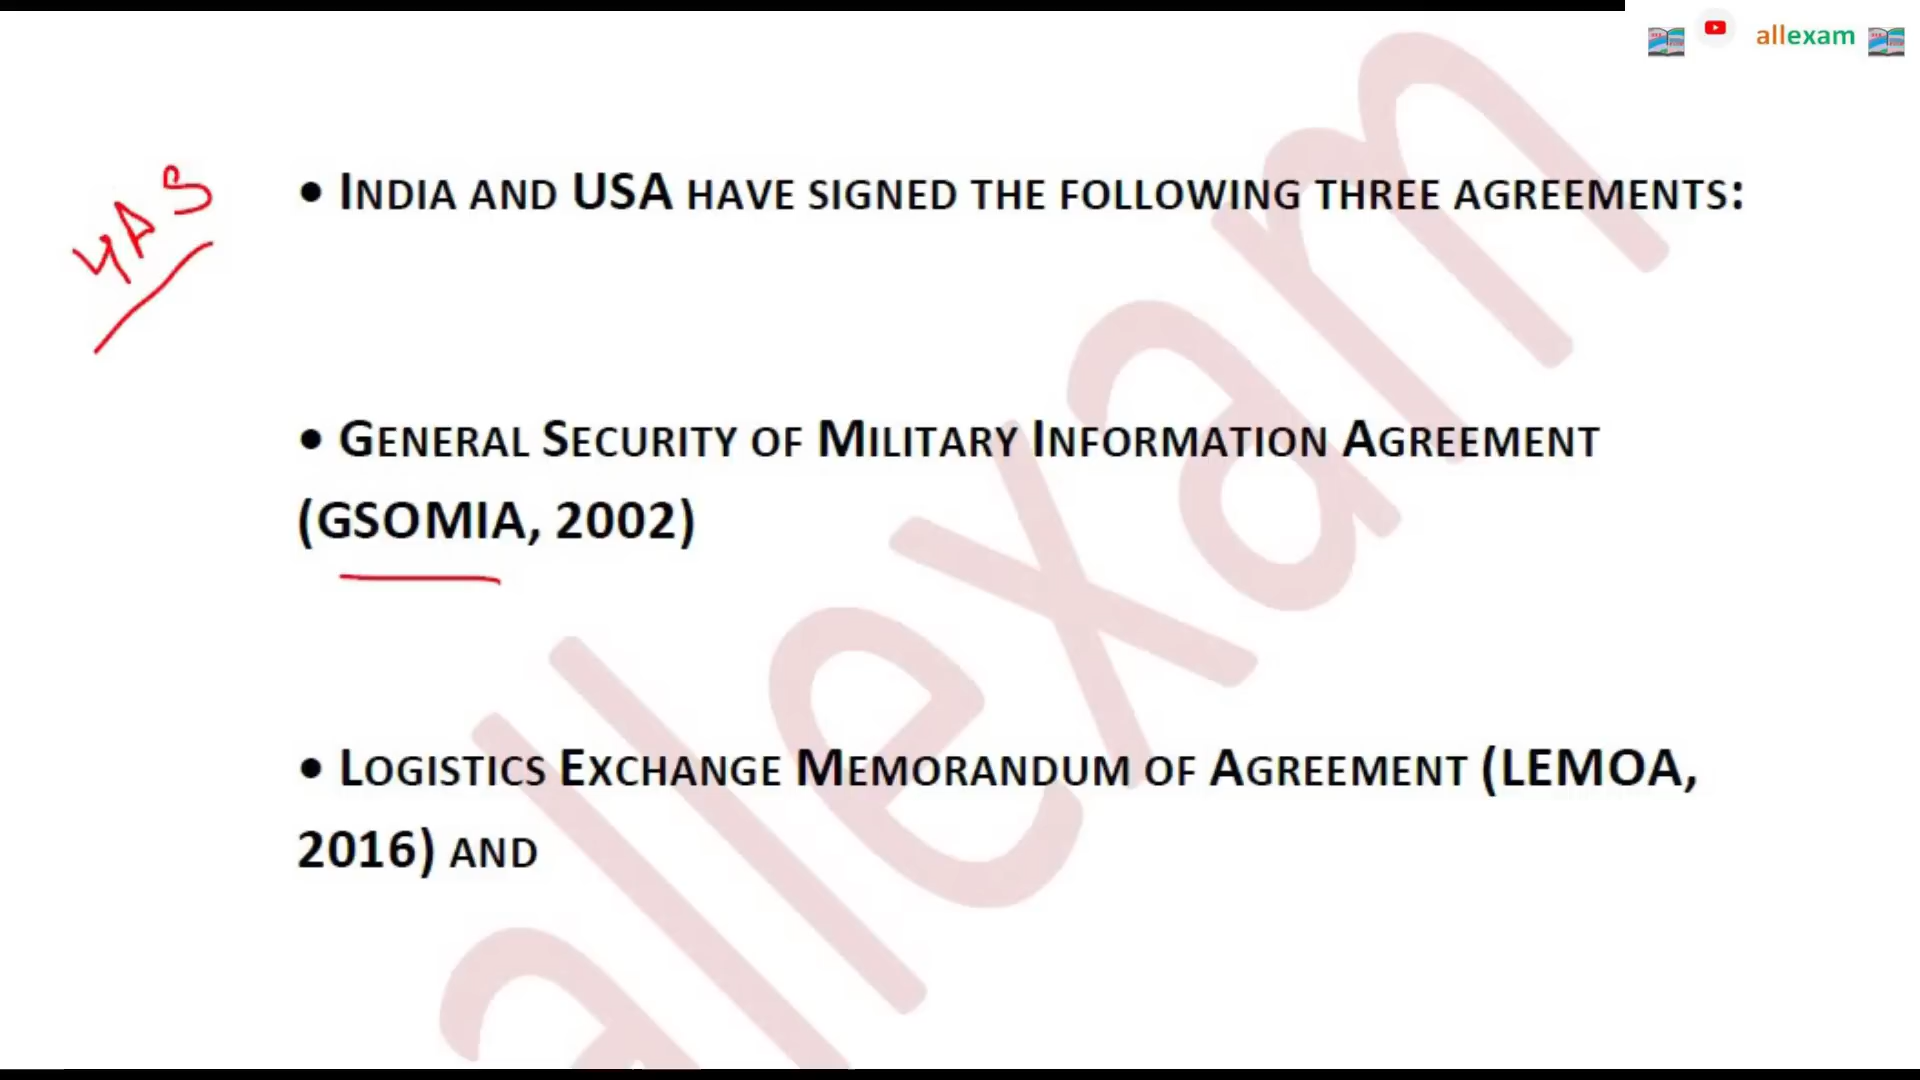 allexam
YAS
• INDIA AND USA HAVE SIGNED THE FOLLOWING THREE AGREEMENTS:
• GENERAL SECURITY OF MILITARY INFORMATION AGREEMENT
(GSOMIA, 2002)
• LOGISTICS EXCHANGE MEMORANDUM OF AGREEMENT (LEMOA,
2016) AND
allexam